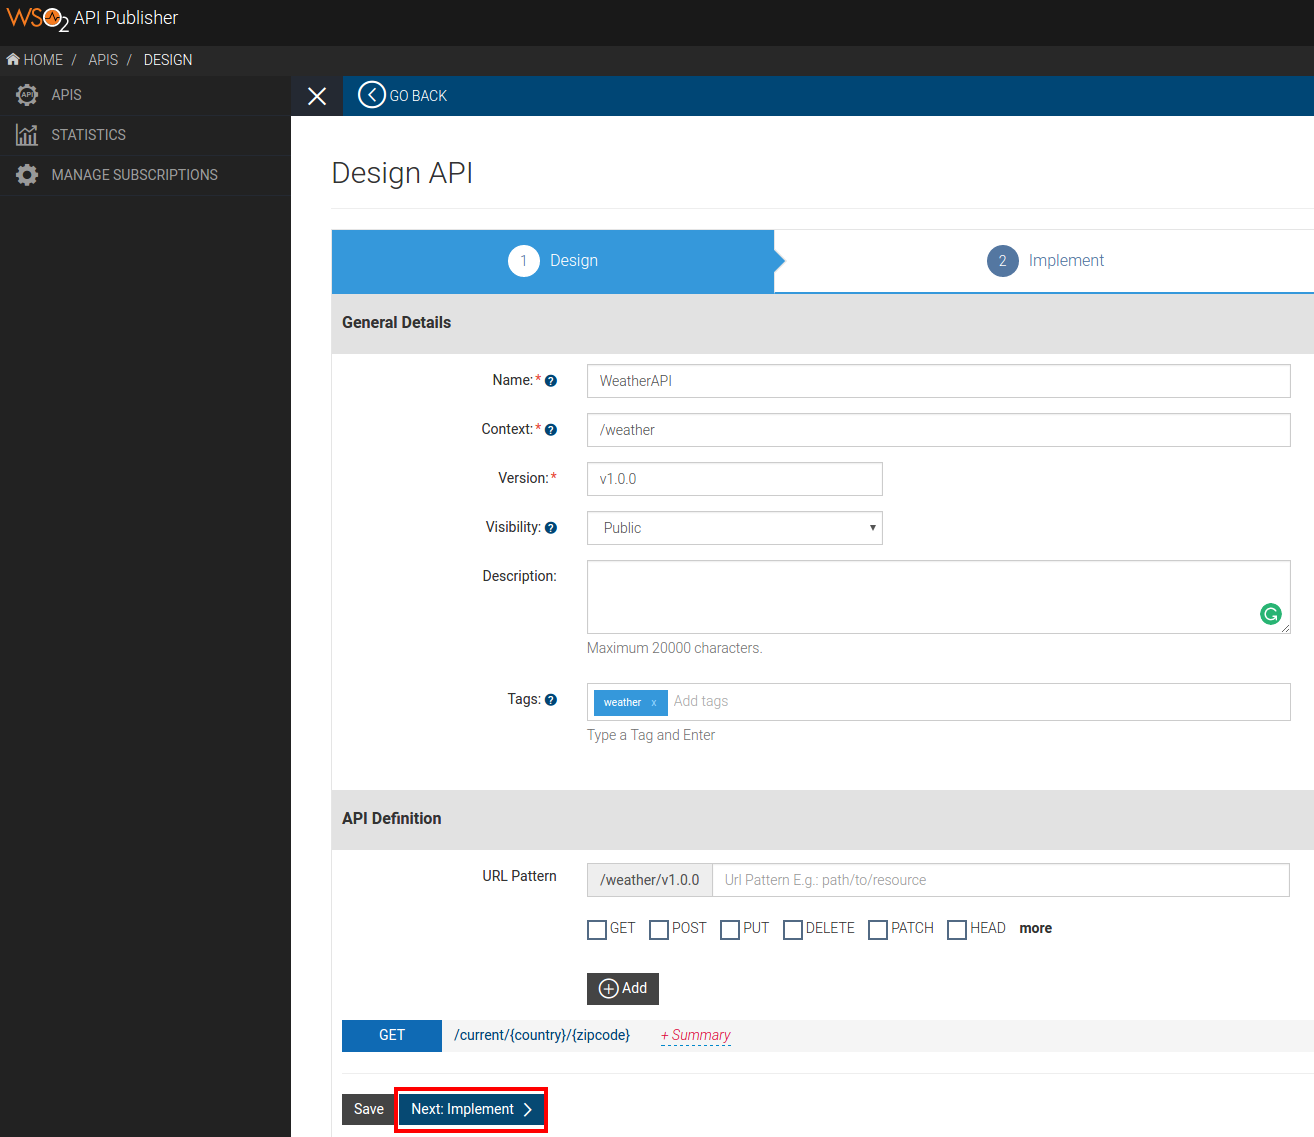 WSO2 API Publisher
HOME / APIS / DESIGN
APIS
STATISTICS
MANAGE SUBSCRIPTIONS
GO BACK
Design API
1 Design
2 Implement
General Details
Name:*
WeatherAPI
Context:*
/weather
Version:*
v1.0.0
Visibility:
Public
Description:
Maximum 20000 characters.
Tags:
weather x Add tags
Type a Tag and Enter
API Definition
URL Pattern
/weather/v1.0.0 Url Pattern E.g.: path/to/resource
GET POST PUT DELETE PATCH HEAD more
Add
GET /current/{country}/{zipcode} + Summary
Save Next: Implement